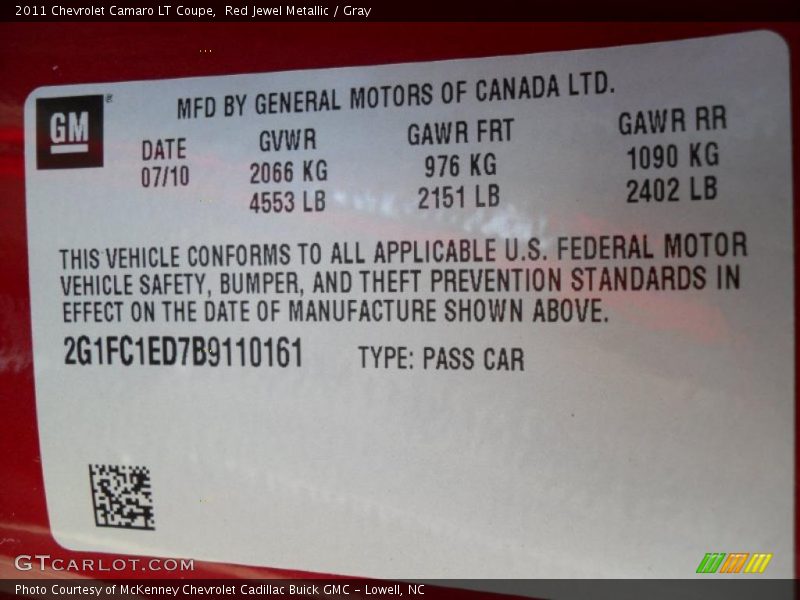 2011 Chevrolet Camaro LT Coupe,  Red Jewel Metallic / Gray
GM
®
MFD BY GENERAL MOTORS OF CANADA LTD.
DATE GVWR GAWR FRT GAWR RR
07/10 2066 KG 976 KG 1090 KG
4553 LB 2151 LB 2402 LB
THIS VEHICLE CONFORMS TO ALL APPLICABLE U.S. FEDERAL MOTOR
VEHICLE SAFETY, BUMPER, AND THEFT PREVENTION STANDARDS IN
EFFECT ON THE DATE OF MANUFACTURE SHOWN ABOVE.
2G1FC1ED7B9110161 TYPE: PASS CAR
GTCARLOT.COM
Photo Courtesy of McKenney Chevrolet Cadillac Buick GMC - Lowell, NC